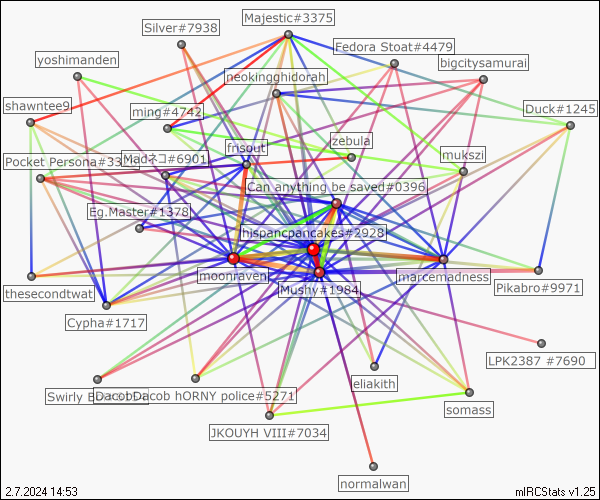 Majestic#3375
Silver#7938
Fedora Stoat#4479
yoshimanden
bigcitysamurai
neokingghidorah
shawntee9
ming#4742
Duck#1245
zebula
frisout
mukszi
Pocket Persona#33
Madネコ#6901
Can anything be saved#0396
Eg.Master#1378
hispancpancakes#2928
moonraven
marcemadness
Mushy#1984
thesecondtwat
Pikabro#9971
Cypha#1717
LPK2387 #7690
eliakith
Swirly
DacobDacob hORNY police#5271
somass
JKOUYH VIII#7034
normalwan
2.7.2024 14:53
mIRCStats v1.25